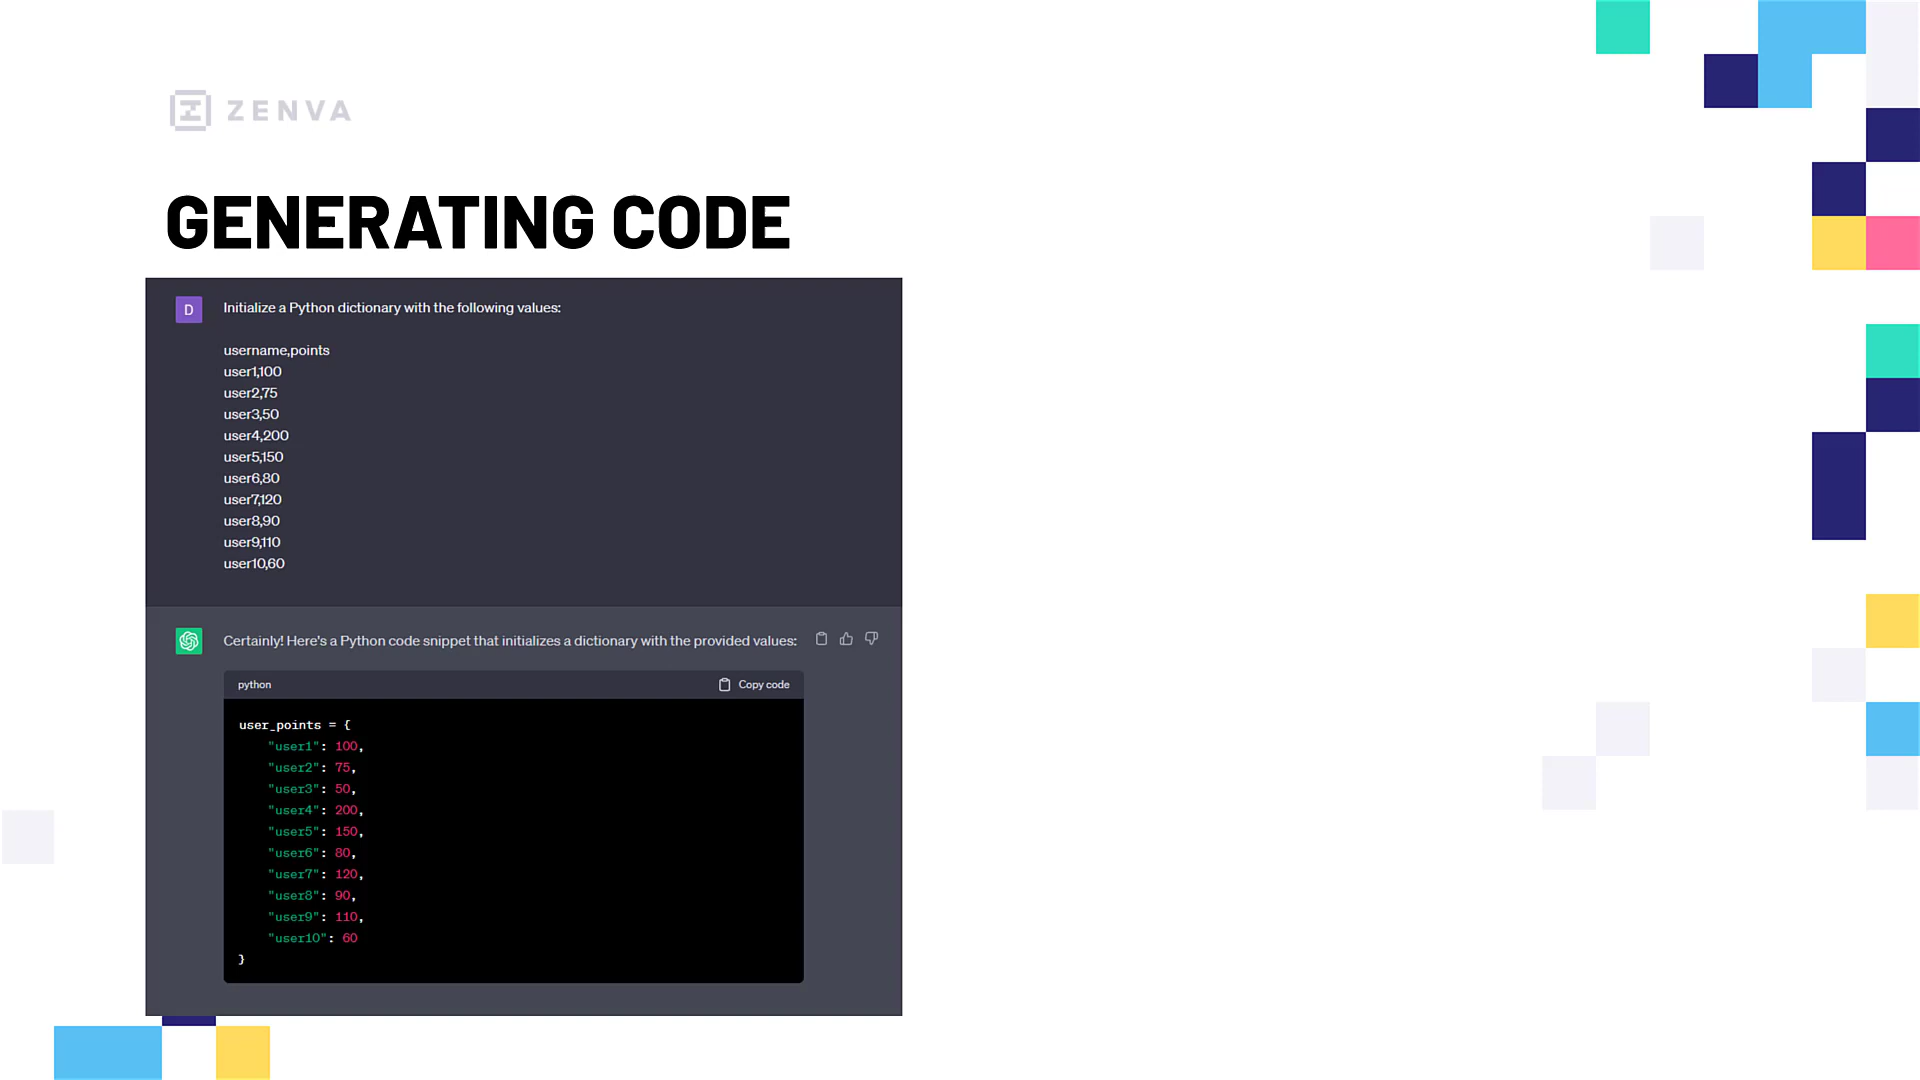 ZENVA
GENERATING CODE
D
Initialize a Python dictionary with the following values:
username,points
user1,100
user2,75
user3,50
user4,200
user5,150
user6,80
user7,120
user8,90
user9,110
user10,60
Certainly! Here's a Python code snippet that initializes a dictionary with the provided values:
python Copy code
user_points = {
"user1": 100,
"user2": 75,
"user3": 50,
"user4": 200,
"user5": 150,
"user6": 80,
"user7": 120,
"user8": 90,
"user9": 110,
"user10": 60
}